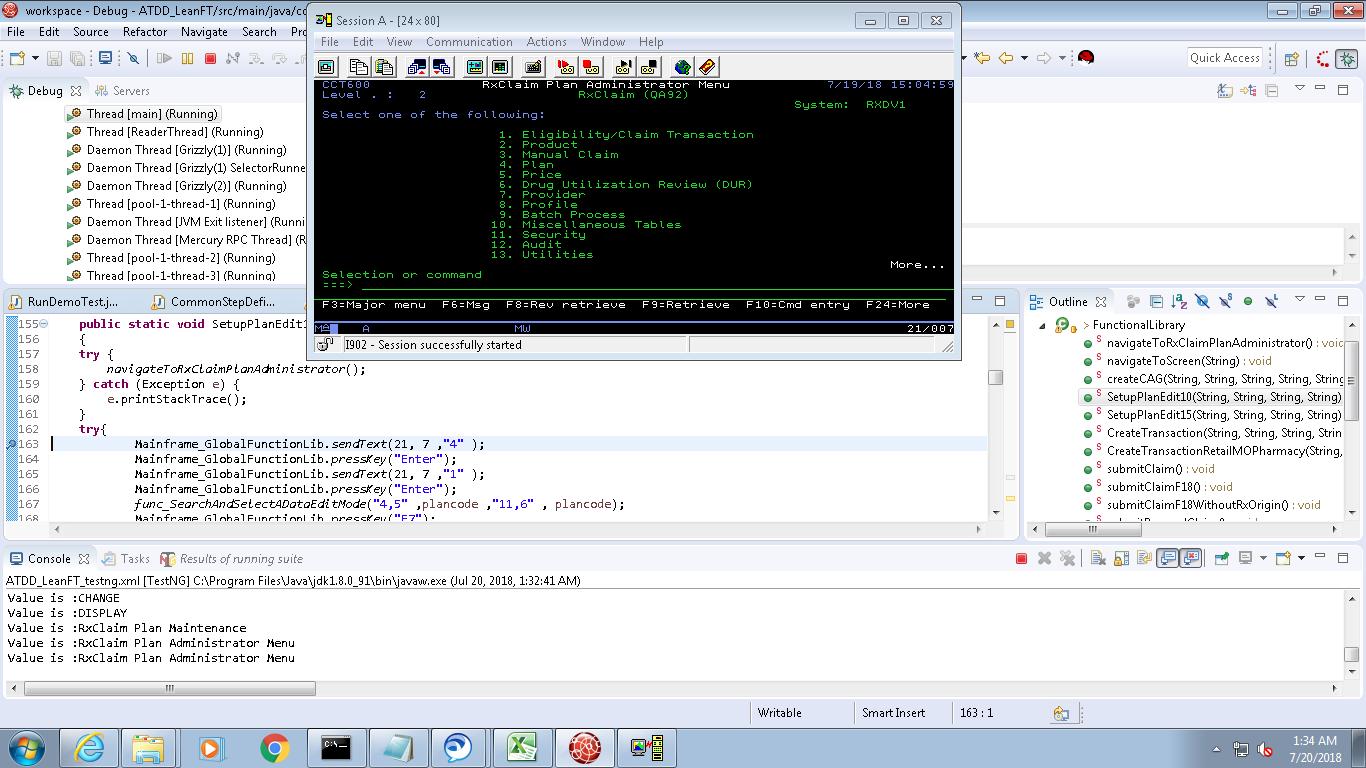 workspace - Debug - ATDD_LeanFT/src/main/java/co
File Edit Source Refactor Navigate Search
Quick Access
Session A - [24 x 80]
File Edit View Communication Actions Window Help
CCT600 RxClaim Plan Administrator Menu 7/19/18 15:04:59
Level . : 2 RxClaim (QA92)
System: RXDV1
Select one of the following:
1. Eligibility/Claim Transaction
2. Product
3. Manual Claim
4. Plan
5. Price
6. Drug Utilization Review (DUR)
7. Provider
8. Profile
9. Batch Process
10. Miscellaneous Tables
11. Security
12. Audit
13. Utilities
More...
Selection or command
===>
F3=Major menu F6=Msg F8=Rev retrieve F9=Retrieve F10=Cmd entry F24=More
MA A MW 21/007
I902 - Session successfully started
Debug Servers
Thread [main] (Running)
Thread [ReaderThread] (Running)
Daemon Thread [Grizzly(1)] (Running)
Daemon Thread [Grizzly(1) SelectorRunne
Daemon Thread [Grizzly(2)] (Running)
Thread [pool-1-thread-1] (Running)
Daemon Thread [JVM Exit listener] (Runni
Daemon Thread [Mercury RPC Thread] (R
Thread [pool-1-thread-2] (Running)
Thread [pool-1-thread-3] (Running)
RunDemoTest.j... CommonStepDefi...
155 public static void SetupPlanEdit1
156 {
157 try {
158 navigateToRxClaimPlanAdministrator();
159 } catch (Exception e) {
160 e.printStackTrace();
161 }
162 try{
163 Mainframe_GlobalFunctionLib.sendText(21, 7 ,"4" );
164 Mainframe_GlobalFunctionLib.pressKey("Enter");
165 Mainframe_GlobalFunctionLib.sendText(21, 7 ,"1" );
166 Mainframe_GlobalFunctionLib.pressKey("Enter");
167 func_SearchAndSelectADataEditMode("4,5" ,plancode ,"11,6" , plancode);
168 Mainframe_GlobalFunctionLib.pressKey("F7");
Outline
> FunctionalLibrary
navigateToRxClaimPlanAdministrator() : voic
navigateToScreen(String) : void
createCAG(String, String, String, String, String
SetupPlanEdit10(String, String, String, String)
SetupPlanEdit15(String, String, String, String)
CreateTransaction(String, String, String, Strin
CreateTransactionRetailMOPharmacy(String,
submitClaim() : void
submitClaimF18() : void
submitClaimF18WithoutRxOrigin() : void
Console Tasks Results of running suite
ATDD_LeanFT_testng.xml [TestNG] C:\Program Files\Java\jdk1.8.0_91\bin\javaw.exe (Jul 20, 2018, 1:32:41 AM)
Value is :CHANGE
Value is :DISPLAY
Value is :RxClaim Plan Maintenance
Value is :RxClaim Plan Administrator Menu
Value is :RxClaim Plan Administrator Menu
Writable Smart Insert 163 : 1
1:34 AM
7/20/2018